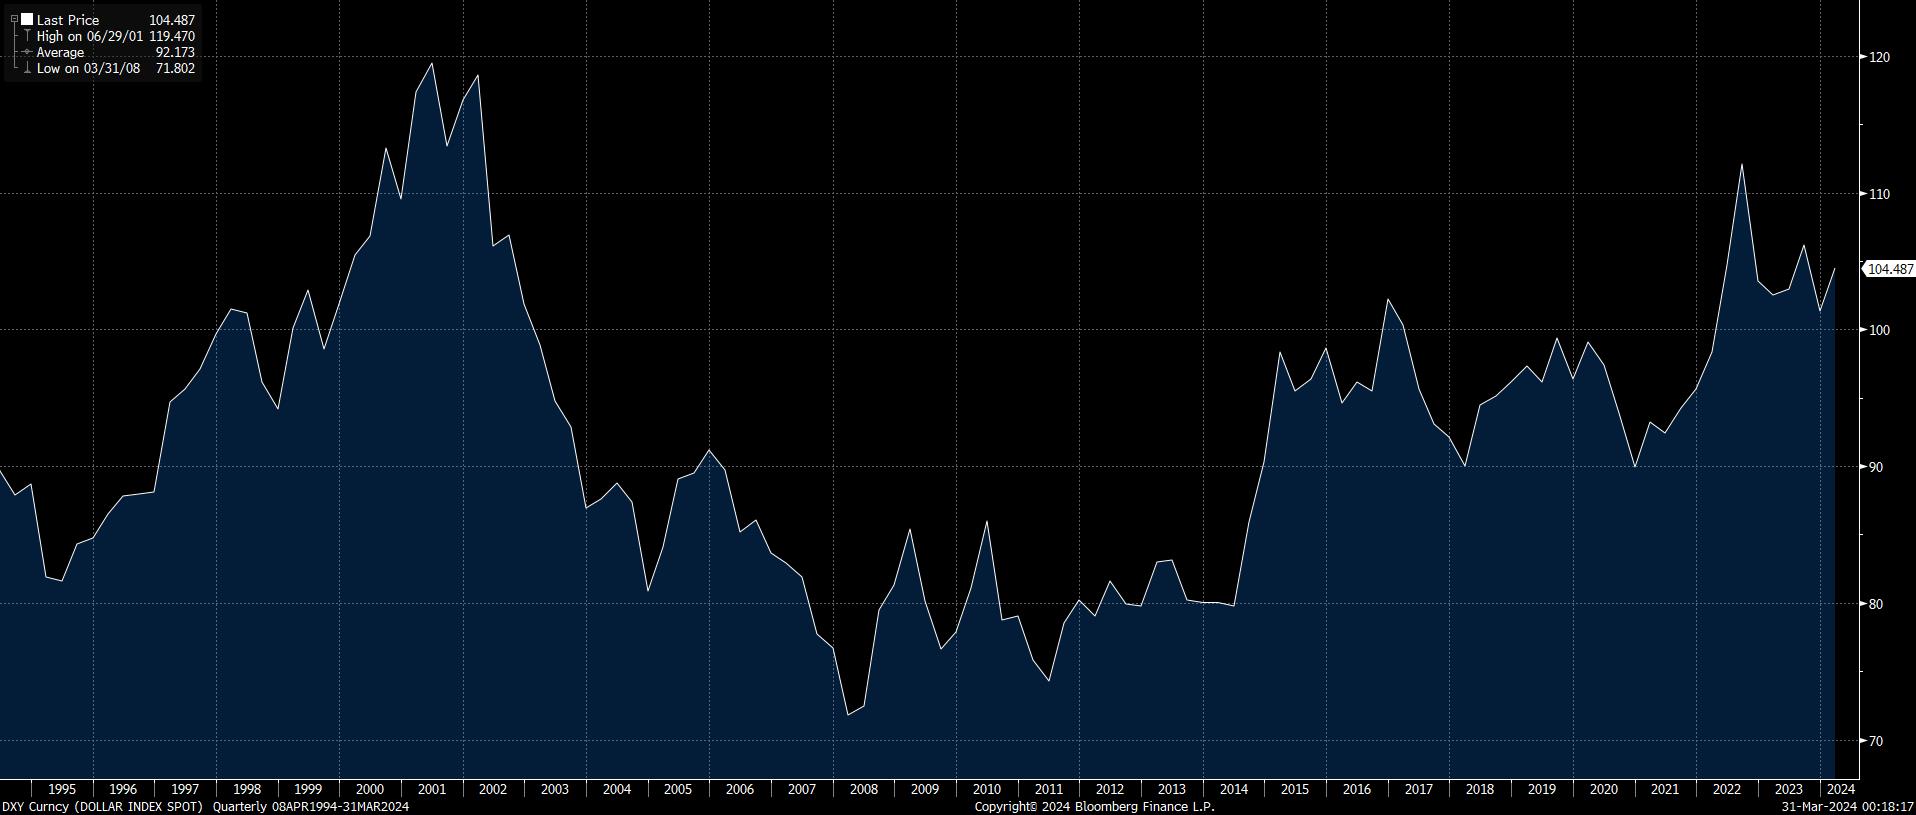 Last Price 104.487
High on 06/29/01 119.470
Average 92.173
Low on 03/31/08 71.802
120
110
104.487
100
90
80
70
1995 1996 1997 1998 1999 2000 2001 2002 2003 2004 2005 2006 2007 2008 2009 2010 2011 2012 2013 2014 2015 2016 2017 2018 2019 2020 2021 2022 2023 2024
DXY Curncy (DOLLAR INDEX SPOT) Quarterly 08APR1994-31MAR2024 Copyright© 2024 Bloomberg Finance L.P. 31-Mar-2024 00:18:17